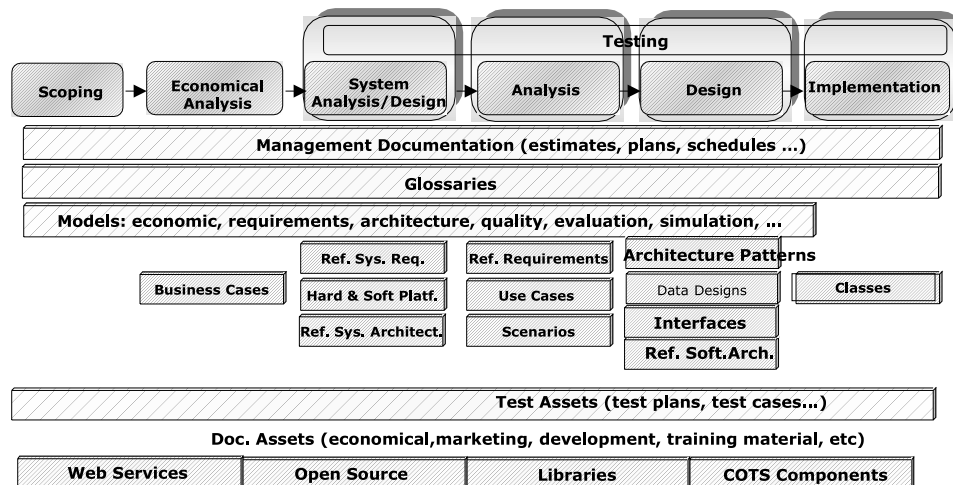 Testing
Scoping
Economical
Analysis
System
Analysis/Design
Analysis
Design
Implementation
Management Documentation (estimates, plans, schedules ...)
Glossaries
Models: economic, requirements, architecture, quality, evaluation, simulation, ...
Ref. Sys. Req.
Ref. Requirements
Architecture Patterns
Business Cases
Hard & Soft Platf.
Use Cases
Data Designs
Classes
Ref. Sys. Architect.
Scenarios
Interfaces
Ref. Soft.Arch.
Test Assets (test plans, test cases...)
Doc. Assets (economical,marketing, development, training material, etc)
Web Services
Open Source
Libraries
COTS Components